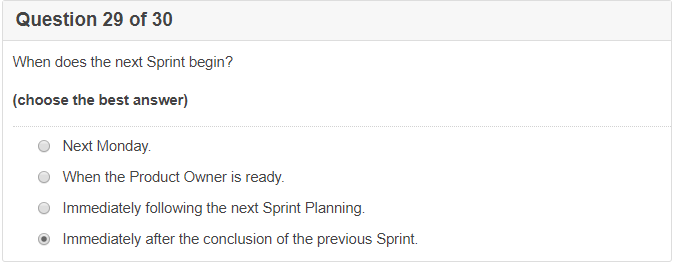 Question 29 of 30
When does the next Sprint begin?
(choose the best answer)
Next Monday.
When the Product Owner is ready.
Immediately following the next Sprint Planning.
Immediately after the conclusion of the previous Sprint.